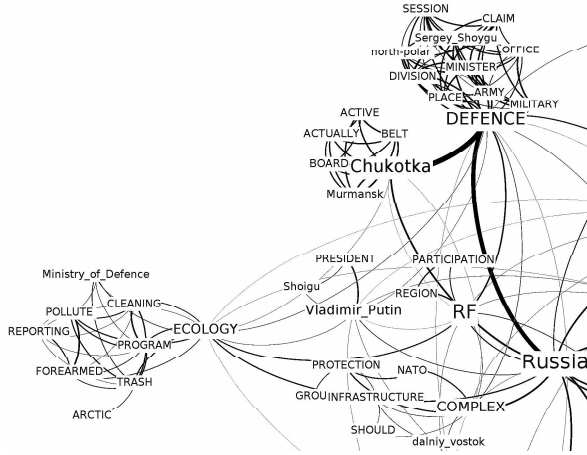 SESSION
CLAIM
Sergey_Shoygu
north-polar
OFFICE
MINISTER
DIVISION
ARMY
PLACE
MILITARY
DEFENCE
ACTIVE
ACTUALLY
BELT
BOARD
Chukotka
Murmansk
PRESIDENT
PARTICIPATION
Ministry_of_Defence
Shoigu
REGION
CLEANING
POLLUTE
Vladimir_Putin
RF
REPORTING
ECOLOGY
PROGRAM
Russia
PROTECTION
FOREARMED
NATO
TRASH
GROU
INFRASTRUCTURE
COMPLEX
ARCTIC
SHOULD
dalniy_vostok